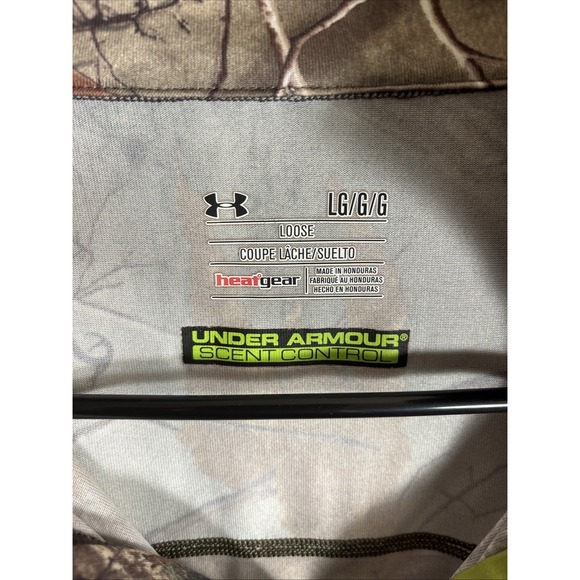 LG/G/G
LOOSE
COUPE LÂCHE/SUELTO
heatgear
MADE IN HONDURAS
FABRIQUÉ AU HONDURAS
HECHO EN HONDURAS
UNDER ARMOUR®
SCENT CONTROL